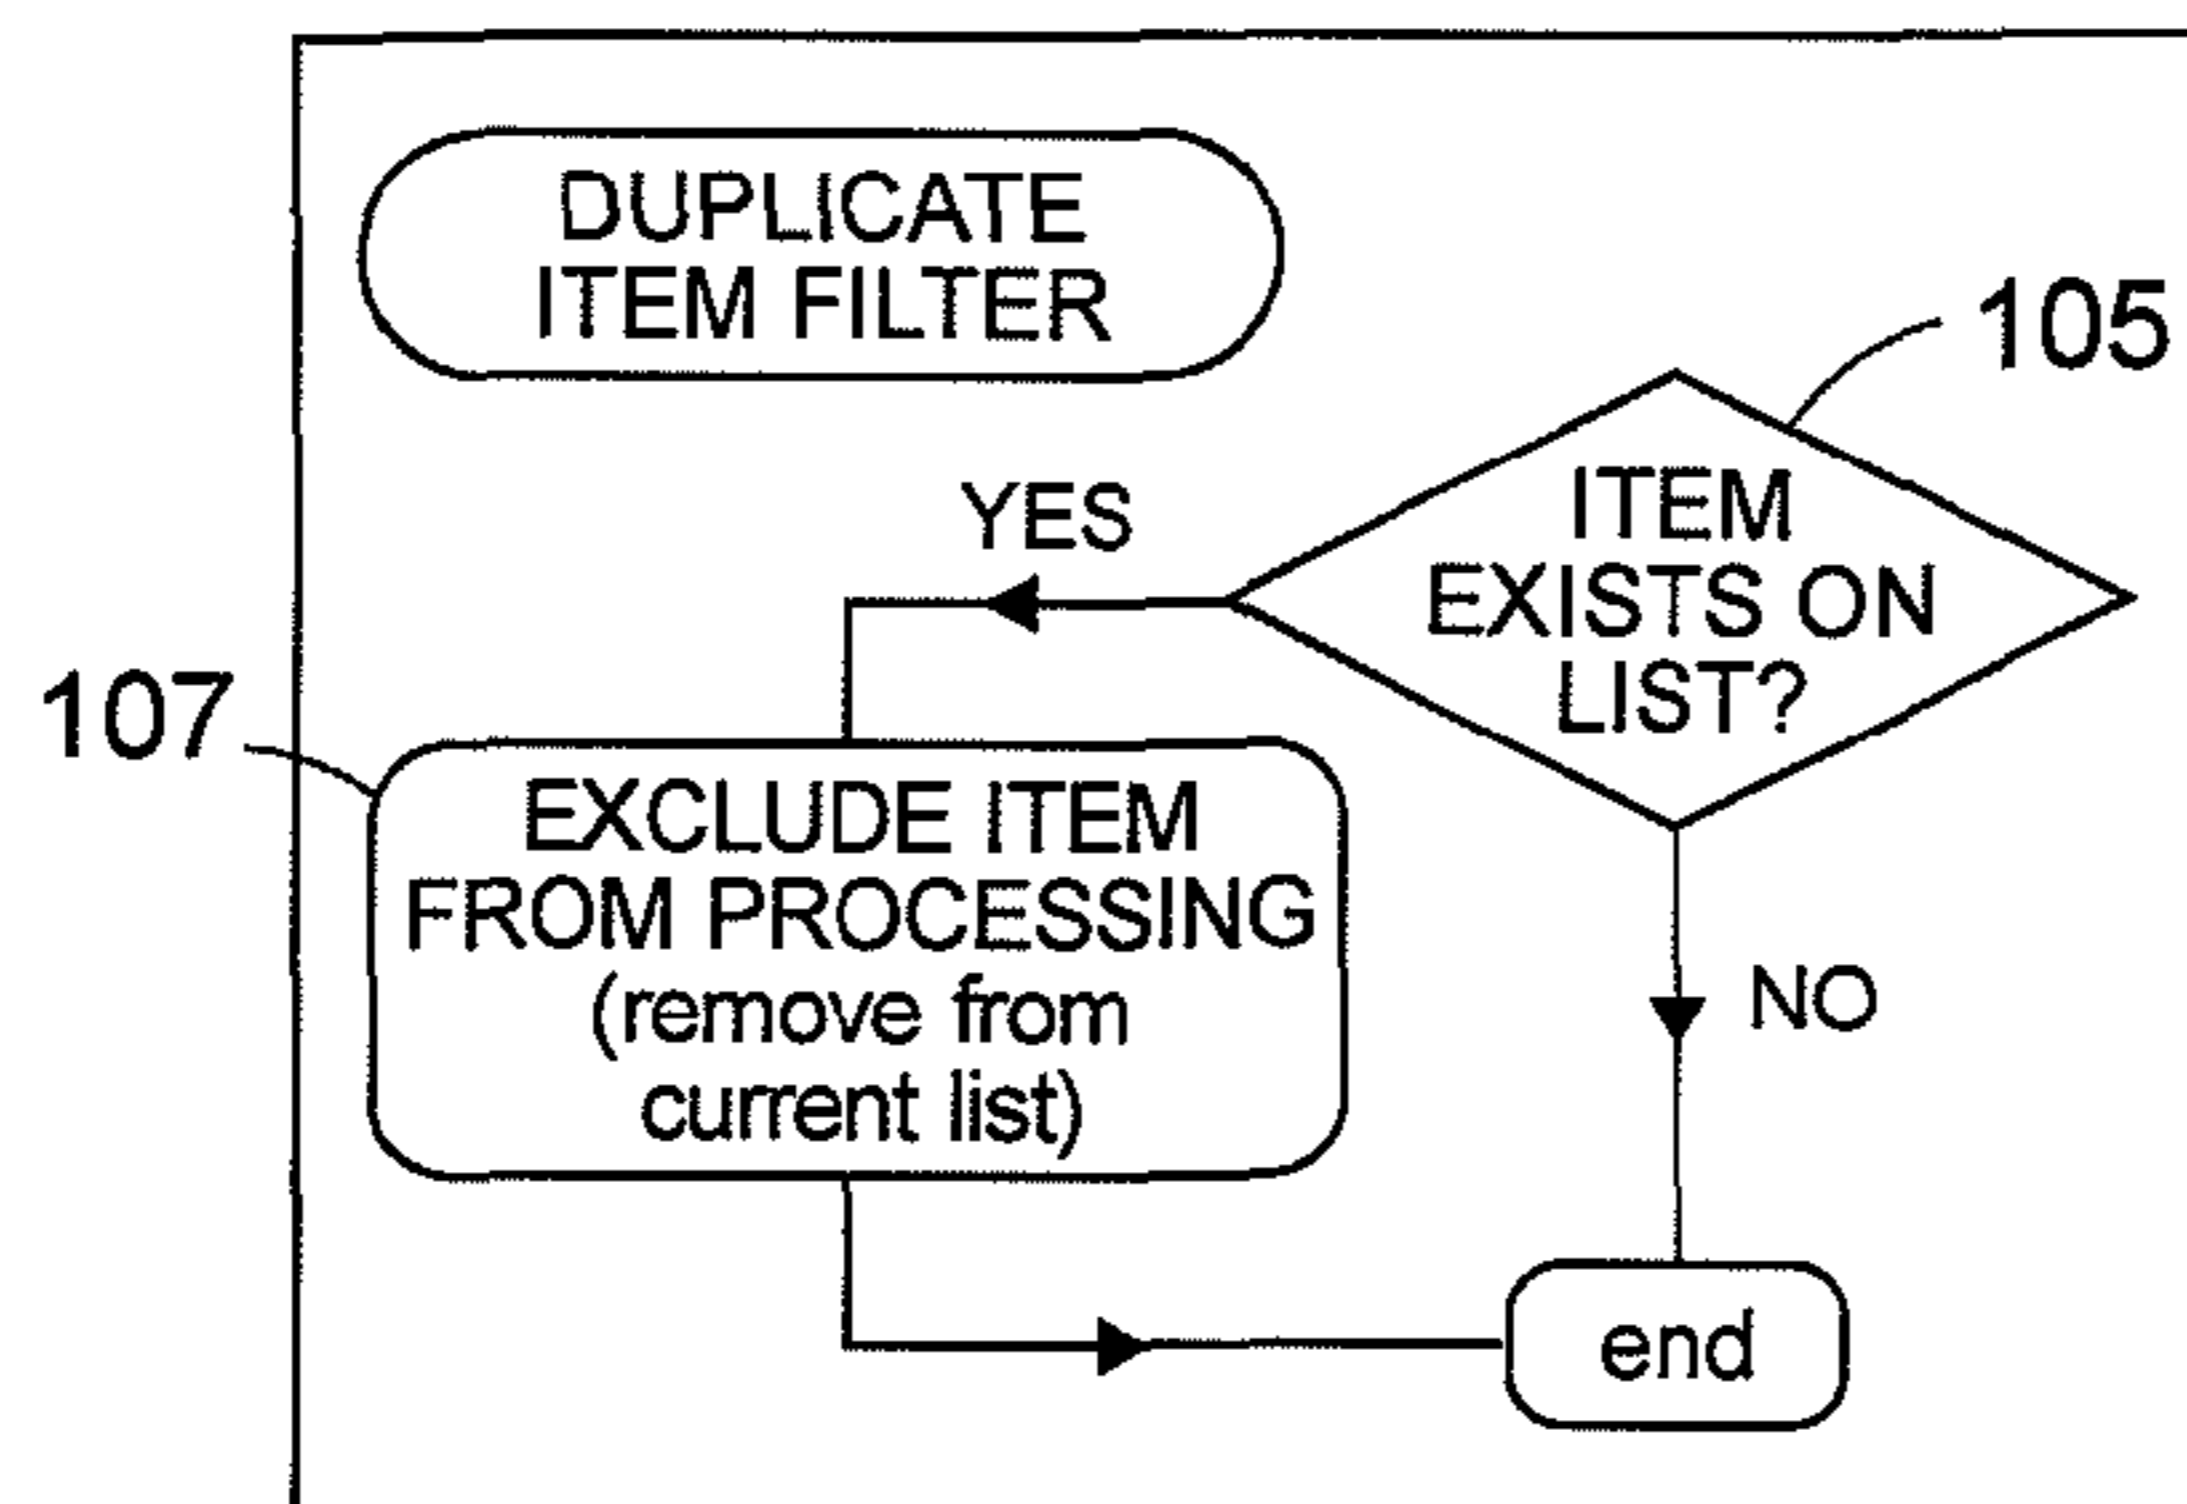 DUPLICATE
ITEM FILTER
105
ITEM
EXISTS ON
LIST?
YES
107
EXCLUDE ITEM
FROM PROCESSING
(remove from
current list)
NO
end